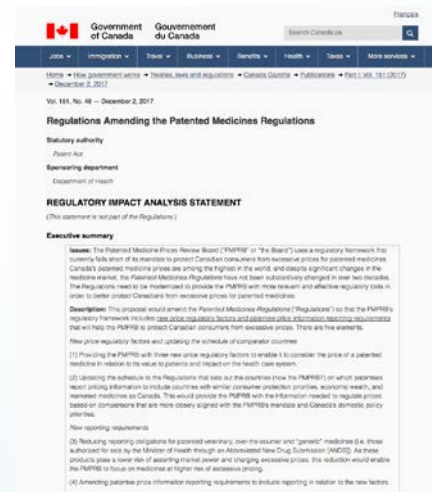 Français
Government
of Canada
Gouvernement
du Canada
Search Canada.ca
Jobs
Immigration
Travel
Business
Benefits
Health
Taxes
More services
Home → How government works → Treaties, laws and regulations → Canada Gazette → Publications → Part I: Vol. 151 (2017)
→ December 2, 2017
Vol. 151, No. 48 — December 2, 2017
Regulations Amending the Patented Medicines Regulations
Statutory authority
Patent Act
Sponsoring department
Department of Health
REGULATORY IMPACT ANALYSIS STATEMENT
(This statement is not part of the Regulations.)
Executive summary
Issues: The Patented Medicine Prices Review Board ("PMPRB" or "the Board") uses a regulatory framework that
currently falls short of its mandate to protect Canadian consumers from excessive prices for patented medicines.
Canada's patented medicine prices are among the highest in the world, and despite significant changes in the
medicine market, the Patented Medicines Regulations have not been substantively changed in over two decades.
The Regulations need to be modernized to provide the PMPRB with more relevant and effective regulatory tools in
order to better protect Canadians from excessive prices for patented medicines.
Description: This proposal would amend the Patented Medicines Regulations ("Regulations") so that the PMPRB's
regulatory framework includes new price regulatory factors and patentee price information reporting requirements
that will help the PMPRB to protect Canadian consumers from excessive prices. There are five elements.
New price regulatory factors and updating the schedule of comparator countries
(1) Providing the PMPRB with three new price regulatory factors to enable it to consider the price of a patented
medicine in relation to its value to patients and impact on the health care system.
(2) Updating the schedule to the Regulations that sets out the countries (now the PMPRB7) on which patentees
report pricing information to include countries with similar consumer protection priorities, economic wealth, and
marketed medicines as Canada. This would provide the PMPRB with the information needed to regulate prices
based on comparisons that are more closely aligned with the PMPRB's mandate and Canada's domestic policy
priorities.
New reporting requirements
(3) Reducing reporting obligations for patented veterinary, over-the-counter and "generic" medicines (i.e. those
authorized for sale by the Minister of Health through an Abbreviated New Drug Submission [ANDS]). As these
products pose a lower risk of asserting market power and charging excessive prices, this reduction would enable
the PMPRB to focus on medicines at higher risk of excessive pricing.
(4) Amending patentee price information reporting requirements to include reporting in relation to the new factors.